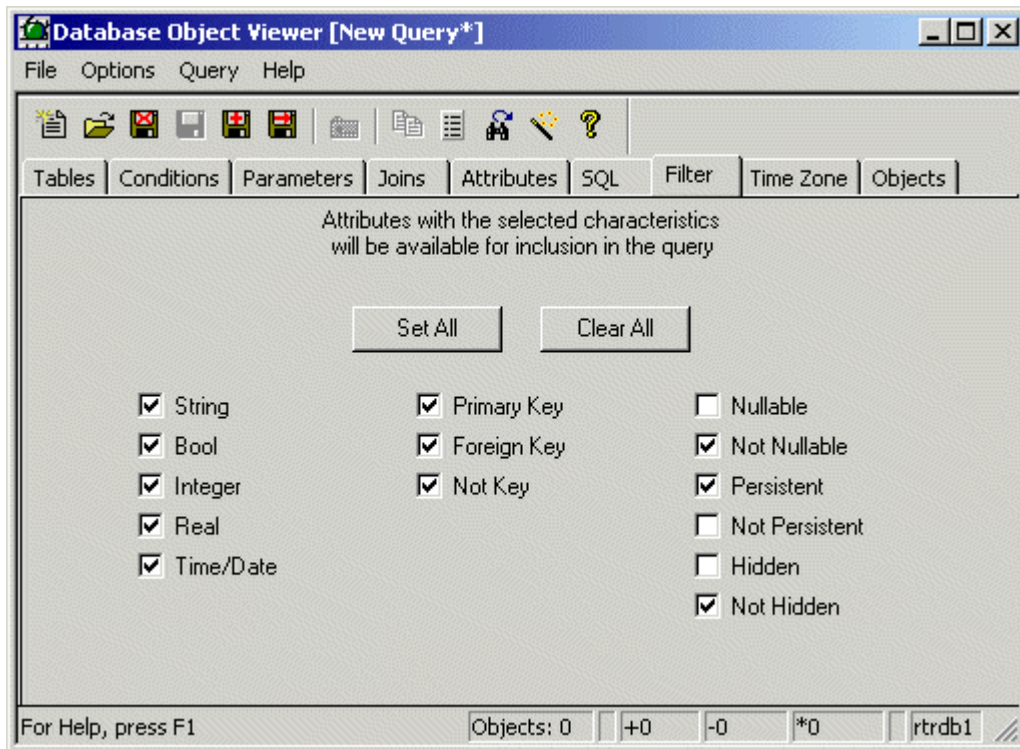 Database Object Viewer [New Query*]
File Options Query Help
Tables Conditions Parameters Joins Attributes SQL Filter Time Zone Objects
Attributes with the selected characteristics
will be available for inclusion in the query
Set All Clear All
String Primary Key Nullable
Bool Foreign Key Not Nullable
Integer Not Key Persistent
Real Not Persistent
Time/Date Hidden
Not Hidden
For Help, press F1 Objects: 0 +0 -0 *0 rtrdb1